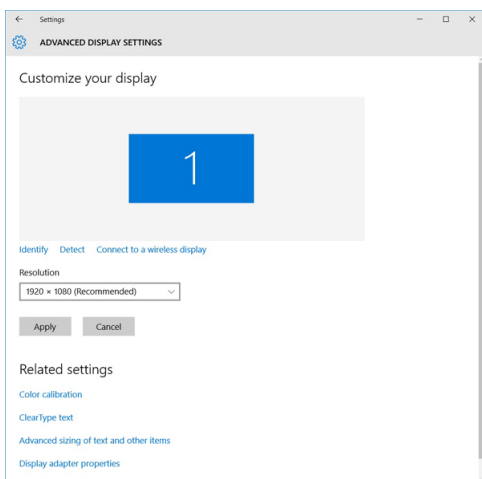 Settings
ADVANCED DISPLAY SETTINGS
Customize your display
1
Identify Detect Connect to a wireless display
Resolution
1920 × 1080 (Recommended)
Apply Cancel
Related settings
Color calibration
ClearType text
Advanced sizing of text and other items
Display adapter properties